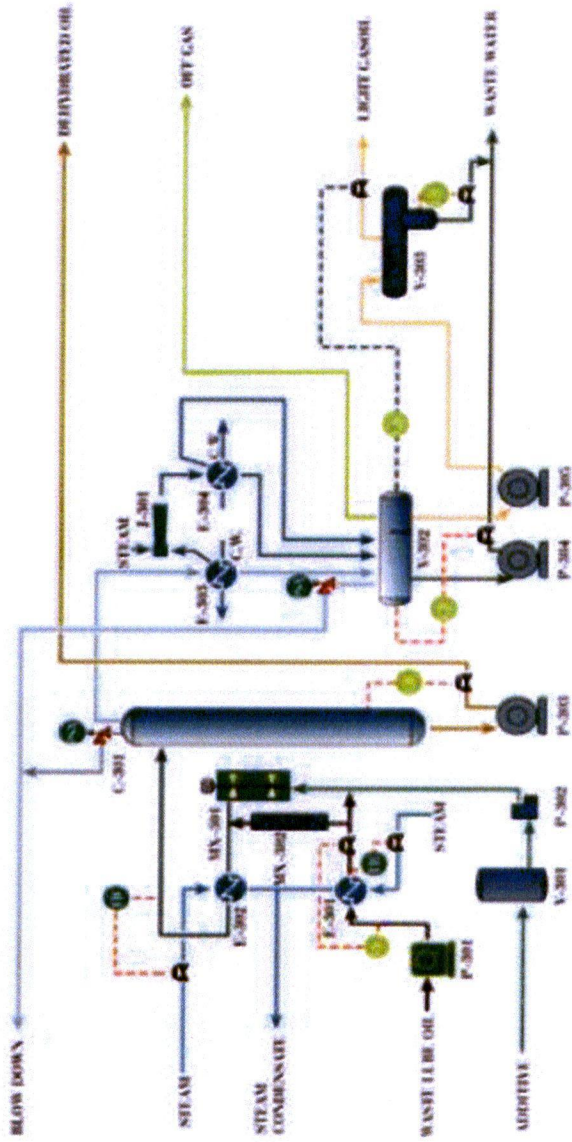 BLOW DOWN
STEAM
STEAM
CONDENSATE
WASTE LUBE OIL
ADDITIVE
C-301
MX-301
MX-302
E-302
E-301
STEAM
P-301
V-301
P-302
P-303
STEAM
J-301
E-303
C.W.
E-304
C.W
V-302
P-304
P-305
V-303
DEHYDRATED OIL
OFF GAS
LIGHT GASOIL
WASTE WATER